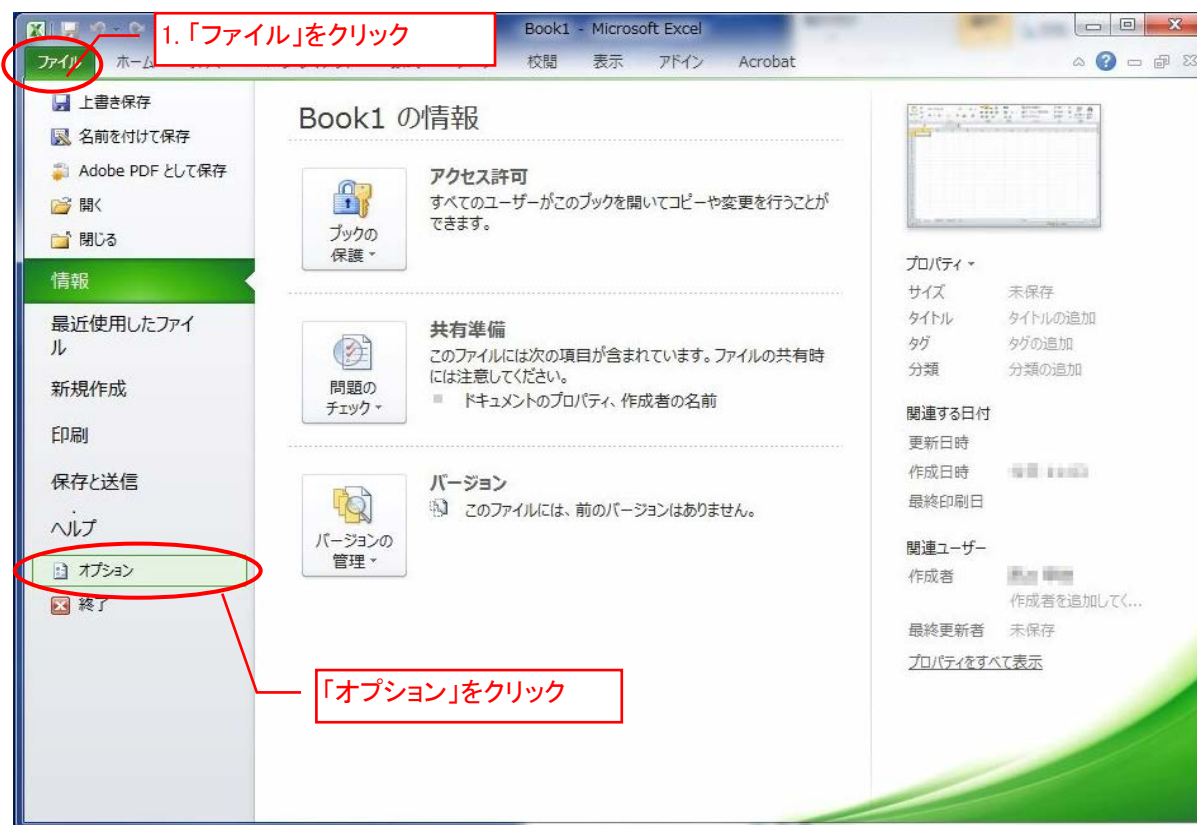 Book1 - Microsoft Excel
1. 「ファイル」をクリック
ファイル
ホーム
校閲
表示
アドイン
Acrobat
上書き保存
名前を付けて保存
Adobe PDF として保存
開く
閉じる
情報
最近使用したファイ
ル
新規作成
印刷
保存と送信
ヘルプ
オプション
終了
Book1 の情報
ブックの
保護
アクセス許可
すべてのユーザーがこのブックを開いてコピーや変更を行うことが
できます。
問題の
チェック
共有準備
このファイルには次の項目が含まれています。ファイルの共有時
には注意してください。
ドキュメントのプロパティ、作成者の名前
バージョンの
管理
バージョン
このファイルには、前のバージョンはありません。
「オプション」をクリック
プロパティ
サイズ 未保存
タイトル タイトルの追加
タグ タグの追加
分類 分類の追加
関連する日付
更新日時
作成日時
最終印刷日
関連ユーザー
作成者
作成者を追加してく...
最終更新者 未保存
プロパティをすべて表示